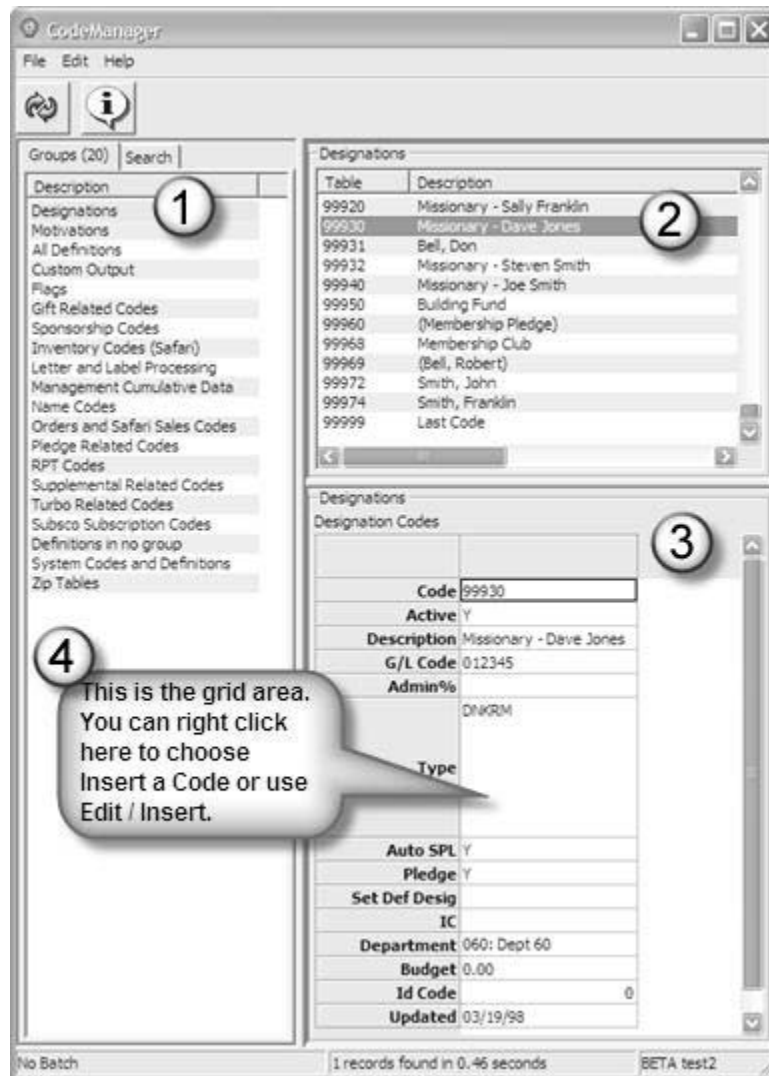 CodeManager
File Edit Help
Groups (20) Search
Description
1
Designations
Motivations
All Definitions
Custom Output
Flags
Gift Related Codes
Sponsorship Codes
Inventory Codes (Safari)
Letter and Label Processing
Management Cumulative Data
Name Codes
Orders and Safari Sales Codes
Pledge Related Codes
RPT Codes
Supplemental Related Codes
Turbo Related Codes
Subsco Subscription Codes
Definitions in no group
System Codes and Definitions
Zip Tables
4
This is the grid area.
You can right click
here to choose
Insert a Code or use
Edit / Insert.
Designations
Table Description
2
99920 Missionary - Sally Franklin
99930 Missionary - Dave Jones
99931 Bell, Don
99932 Missionary - Steven Smith
99940 Missionary - Joe Smith
99950 Building Fund
99960 (Membership Pledge)
99968 Membership Club
99969 (Bell, Robert)
99972 Smith, John
99974 Smith, Franklin
99999 Last Code
Designations
Designation Codes
3
Code 99930
Active Y
Description Missionary - Dave Jones
G/L Code 012345
Admin%
Type DNKRM
Auto SPL Y
Pledge Y
Set Def Desig
IC
Department 060: Dept 60
Budget 0.00
Id Code 0
Updated 03/19/98
No Batch 1 records found in 0.46 seconds BETA test2